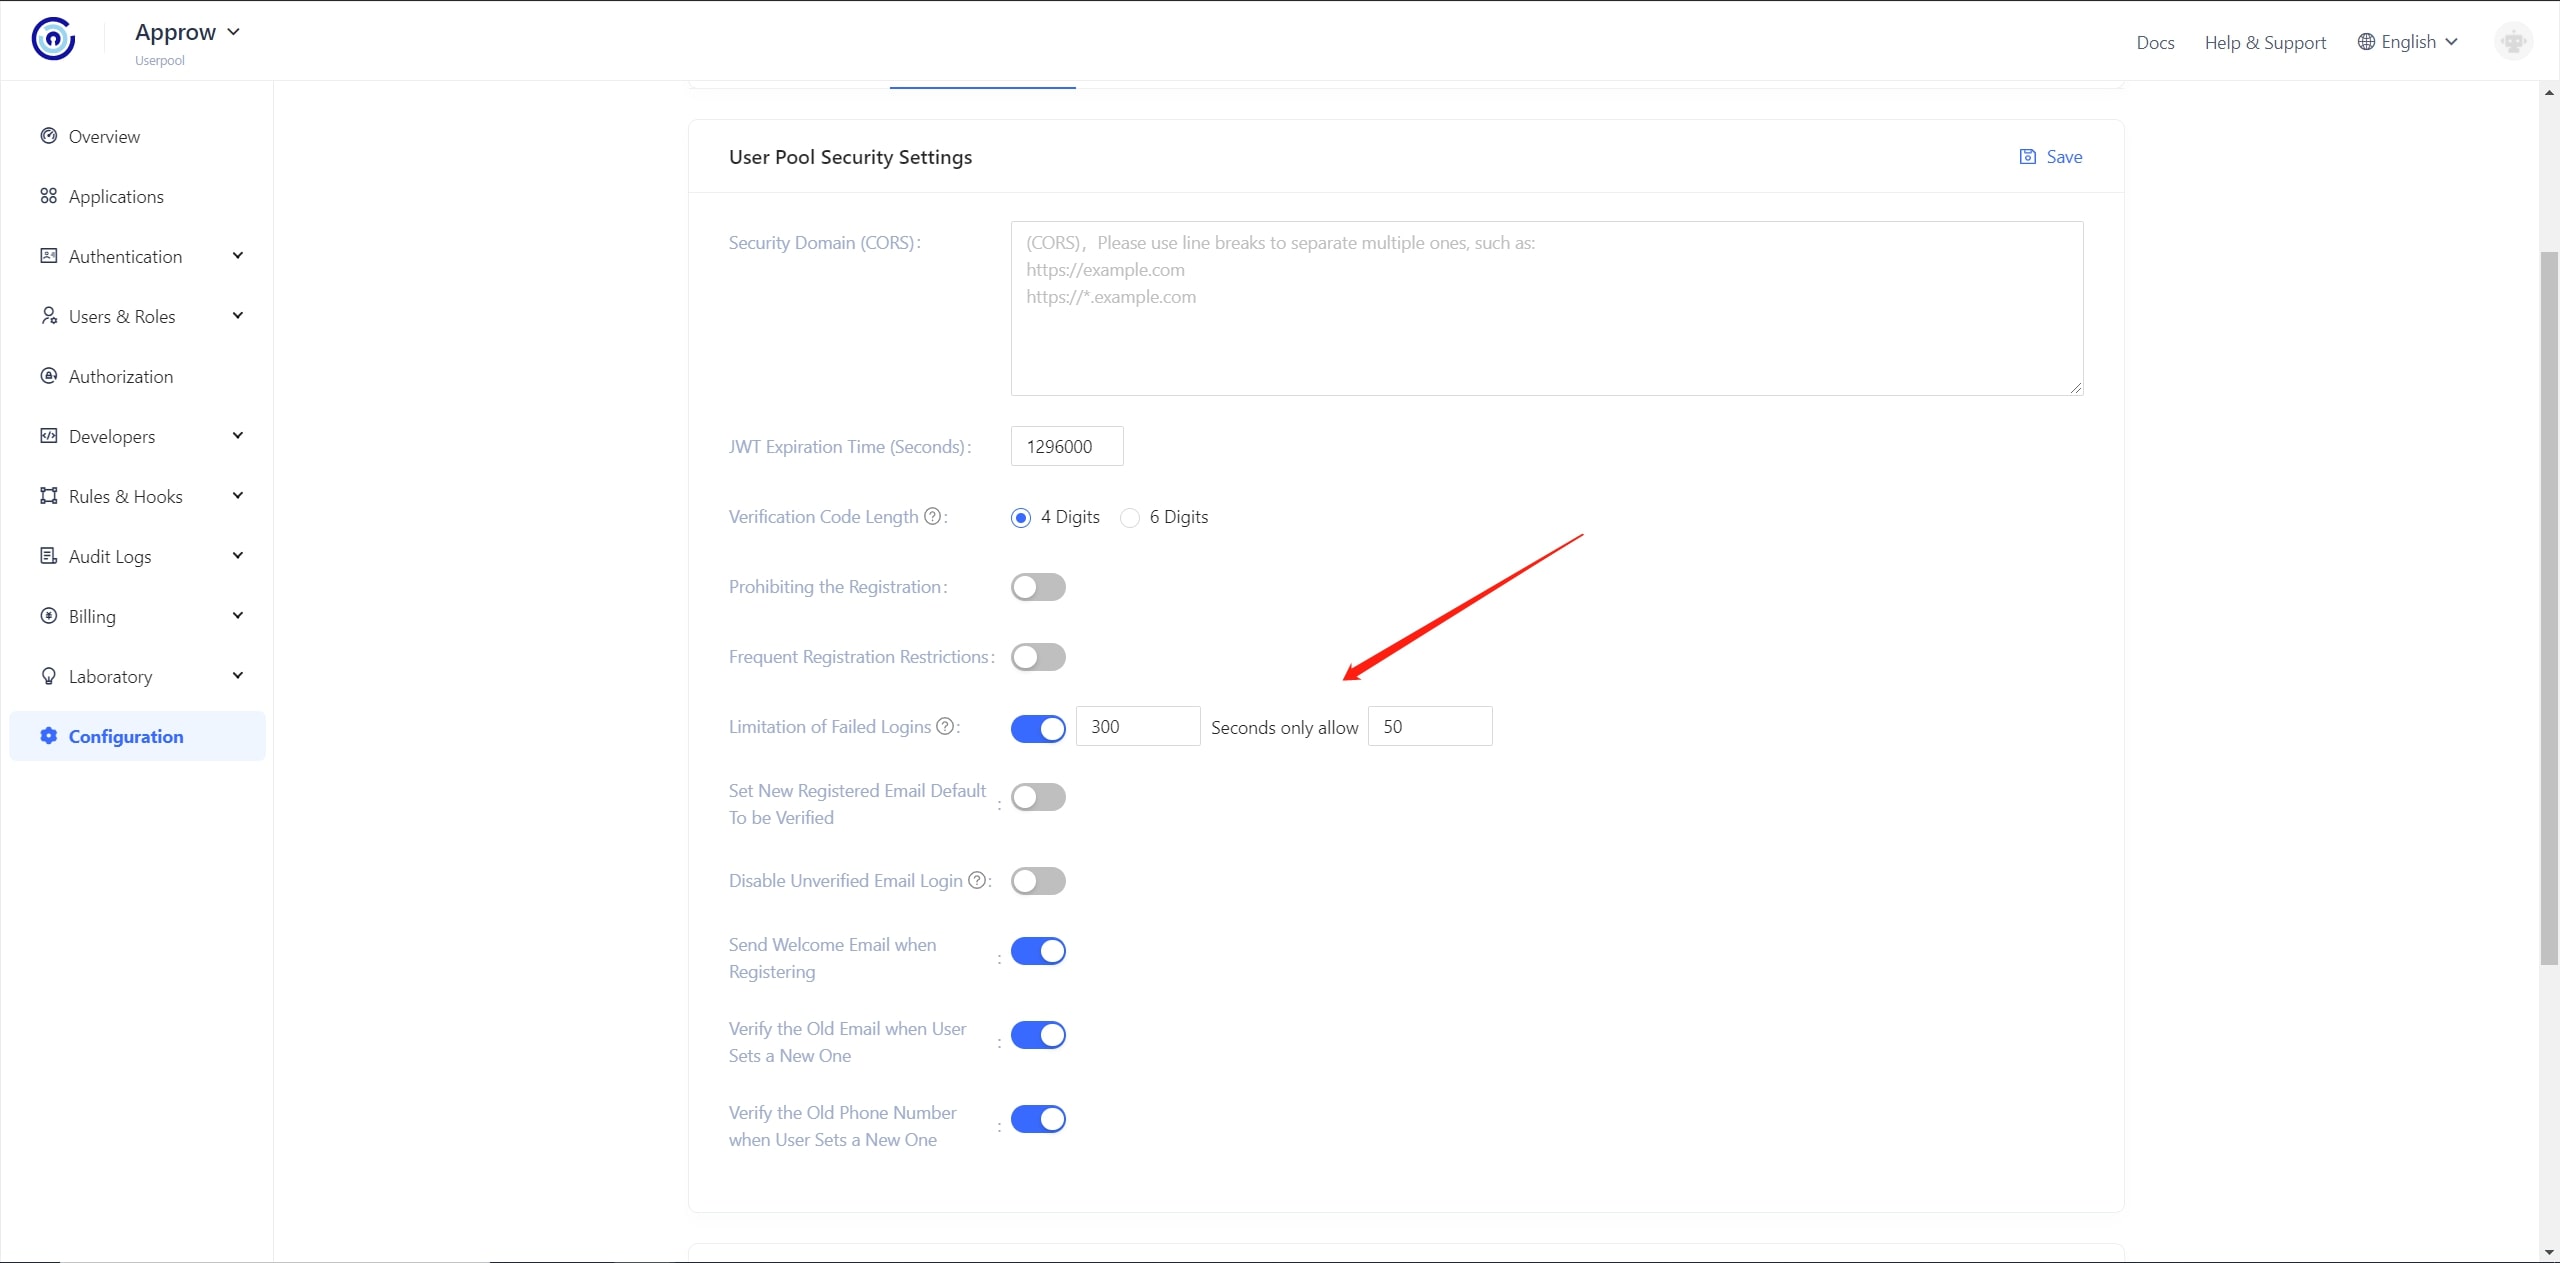 Approw
Userpool
Docs
Help & Support
English
Overview
Applications
Authentication
Users & Roles
Authorization
Developers
Rules & Hooks
Audit Logs
Billing
Laboratory
Configuration
User Pool Security Settings
Save
Security Domain (CORS):
(CORS)，Please use line breaks to separate multiple ones, such as:
https://example.com
https://*.example.com
JWT Expiration Time (Seconds):
1296000
Verification Code Length ? :
4 Digits
6 Digits
Prohibiting the Registration:
Frequent Registration Restrictions:
Limitation of Failed Logins ? :
300
Seconds only allow
50
Set New Registered Email Default
To be Verified :
Disable Unverified Email Login ? :
Send Welcome Email when
Registering :
Verify the Old Email when User
Sets a New One :
Verify the Old Phone Number
when User Sets a New One :